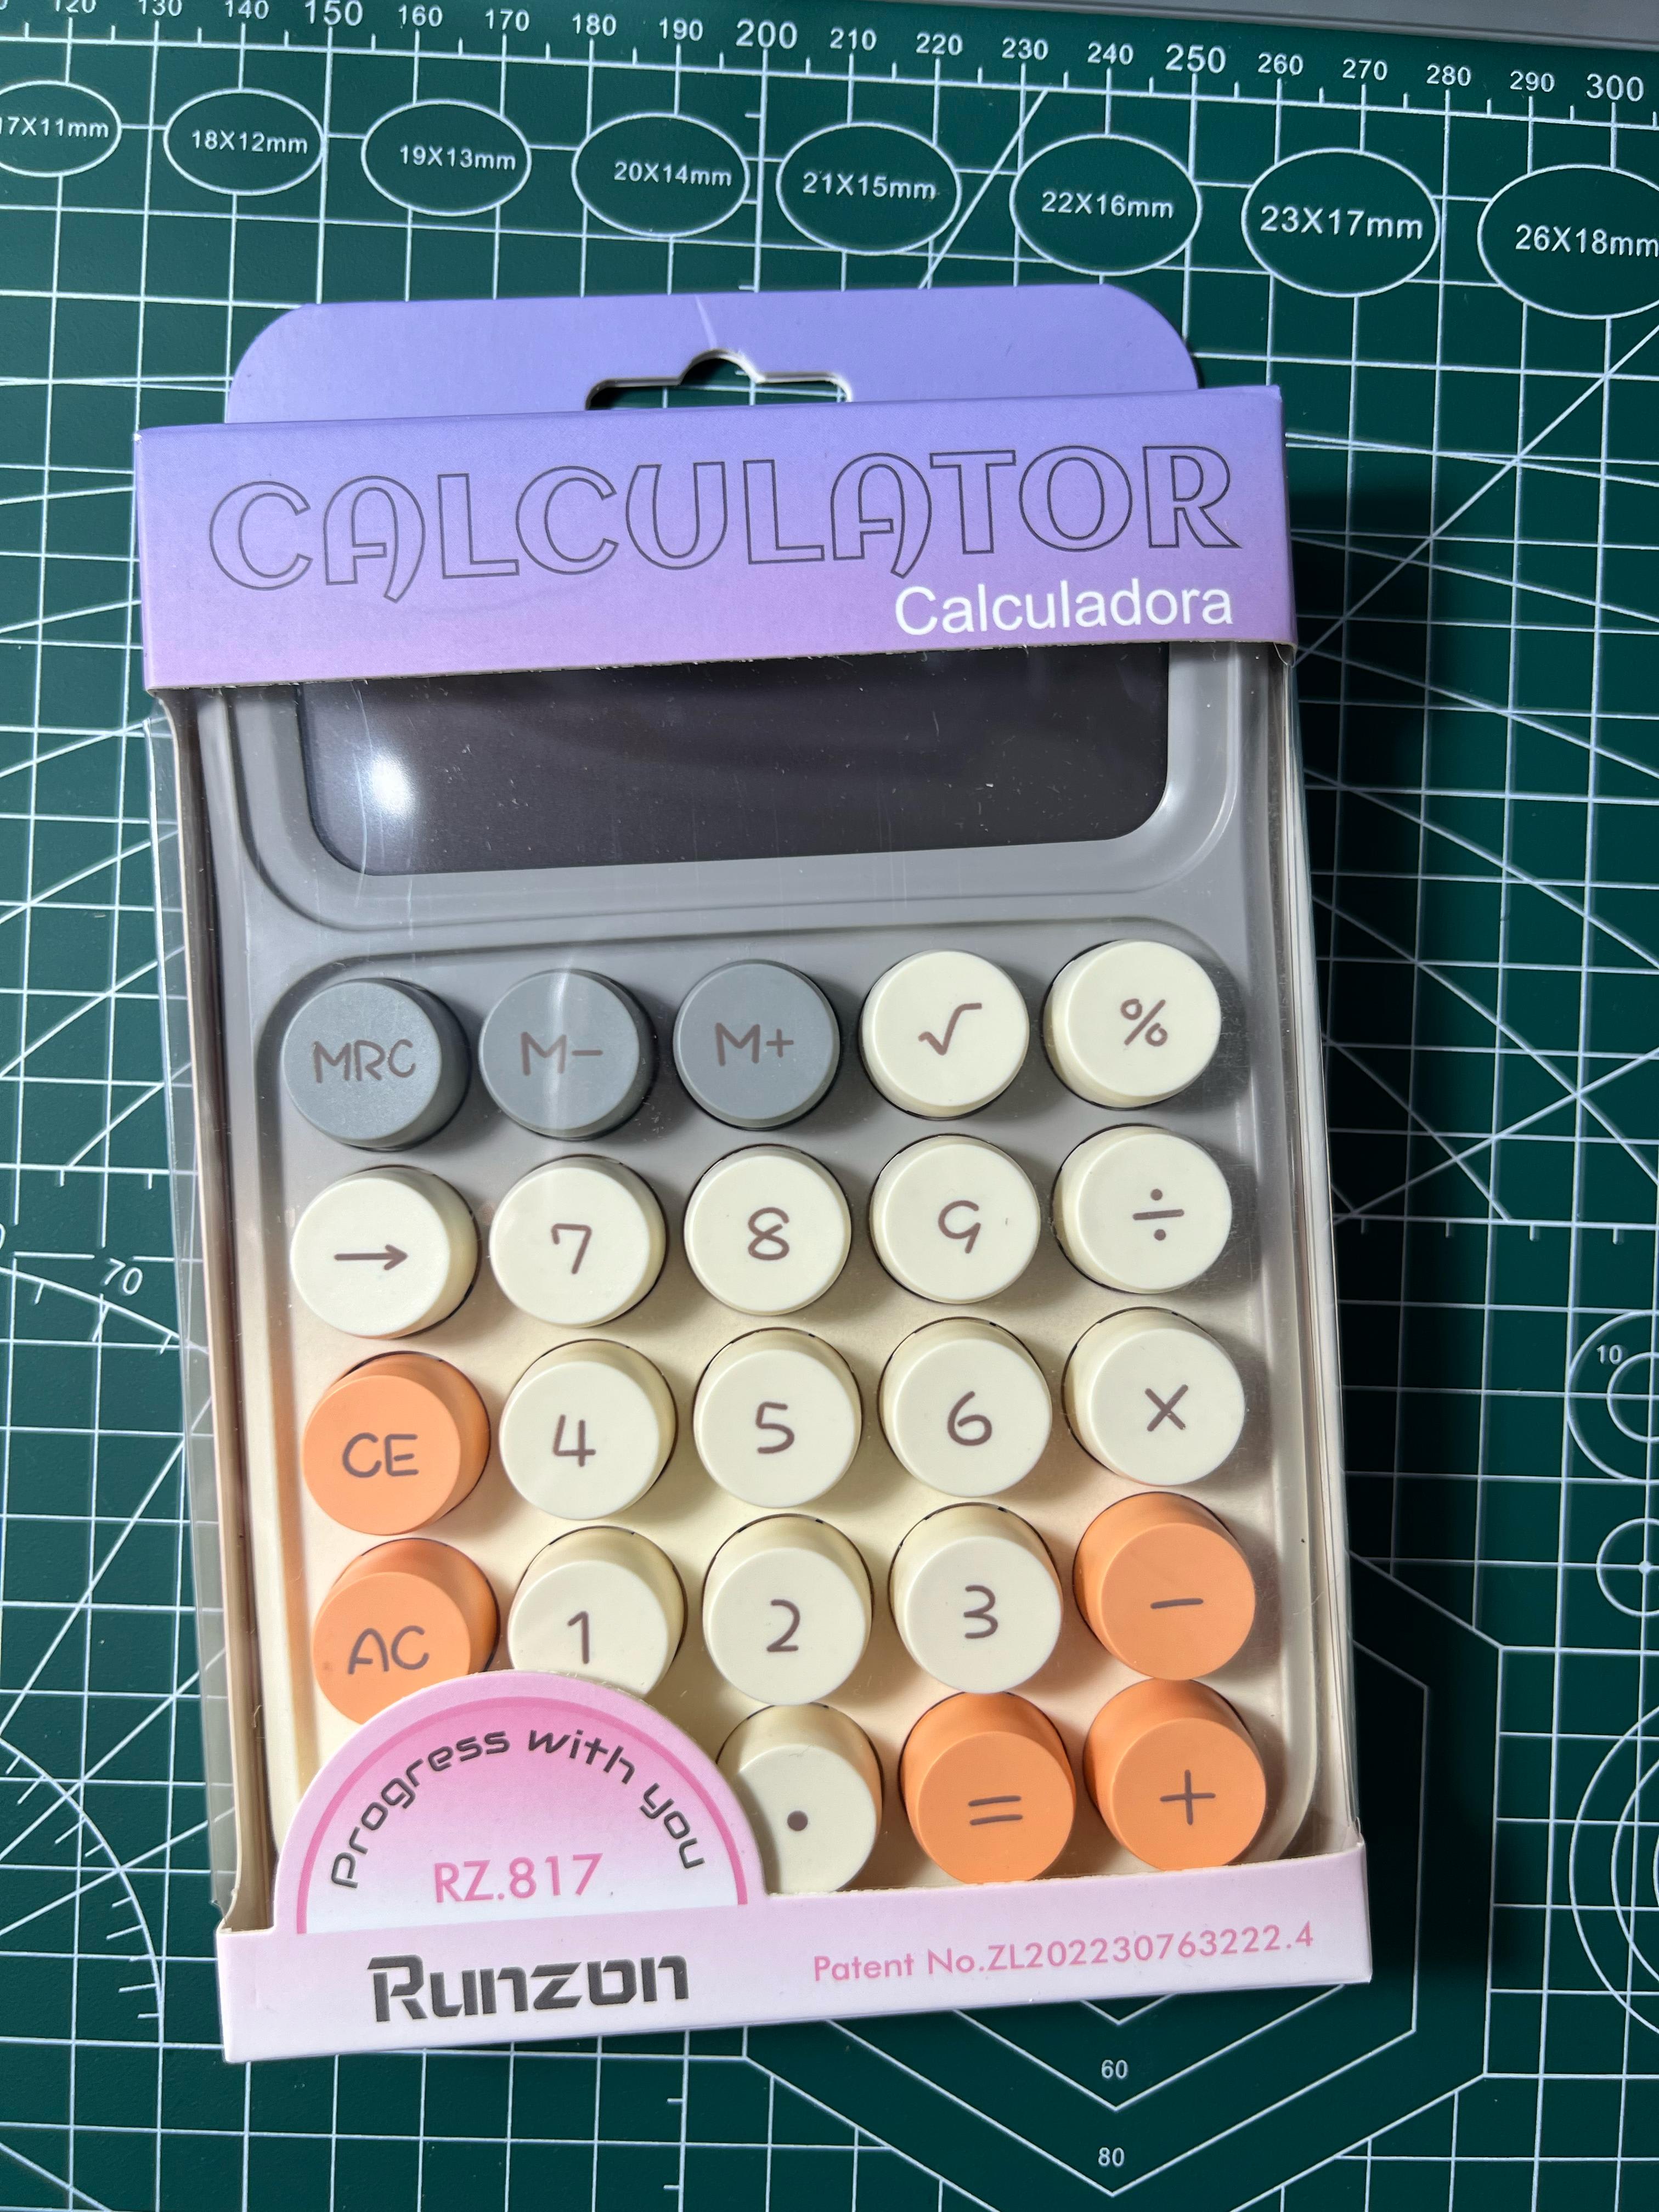 120 130 140 150 160 170 180 190 200 210 220 230 240 250 260 270 280 290 300
17X11mm 18X12mm 19X13mm 20X14mm 21X15mm 22X16mm 23X17mm 26X18mm
CALCULATOR
Calculadora
MRC M− M+ √ %
→ 7 8 9 ÷
70
CE 4 5 6 ×
10
AC 1 2 3 −
• = +
Progress with you
RZ.817
Runzon
Patent No.ZL202230763222.4
60
80